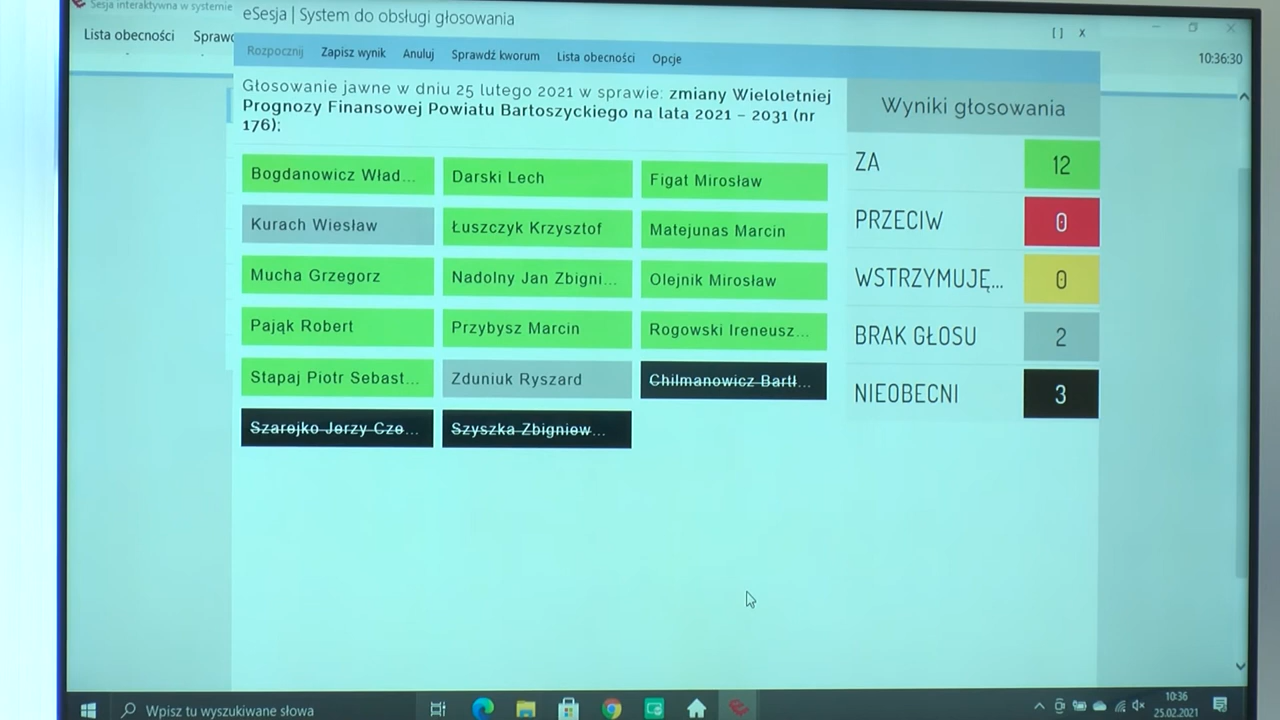 Sesja interaktywna w systemie
eSesja | System do obsługi głosowania
[ ] x
Lista obecności
10:36:30
Rozpocznij Zapisz wynik Anuluj Sprawdź kworum Lista obecności Opcje
Głosowanie jawne w dniu 25 lutego 2021 w sprawie: zmiany Wieloletniej
Prognozy Finansowej Powiatu Bartoszyckiego na lata 2021 – 2031 (nr
176);
Bogdanowicz Wład... Darski Lech Figat Mirosław
Kurach Wiesław Łuszczyk Krzysztof Matejunas Marcin
Mucha Grzegorz Nadolny Jan Zbigni... Olejnik Mirosław
Pająk Robert Przybysz Marcin Rogowski Ireneusz...
Stapaj Piotr Sebast... Zduniuk Ryszard Chilmanowicz Bartł...
Szarejko Jerzy Cze... Szyszka Zbigniew...
Wyniki głosowania
ZA 12
PRZECIW 0
WSTRZYMUJĘ... 0
BRAK GŁOSU 2
NIEOBECNI 3
Wpisz tu wyszukiwane słowa
10:36
25.02.2021